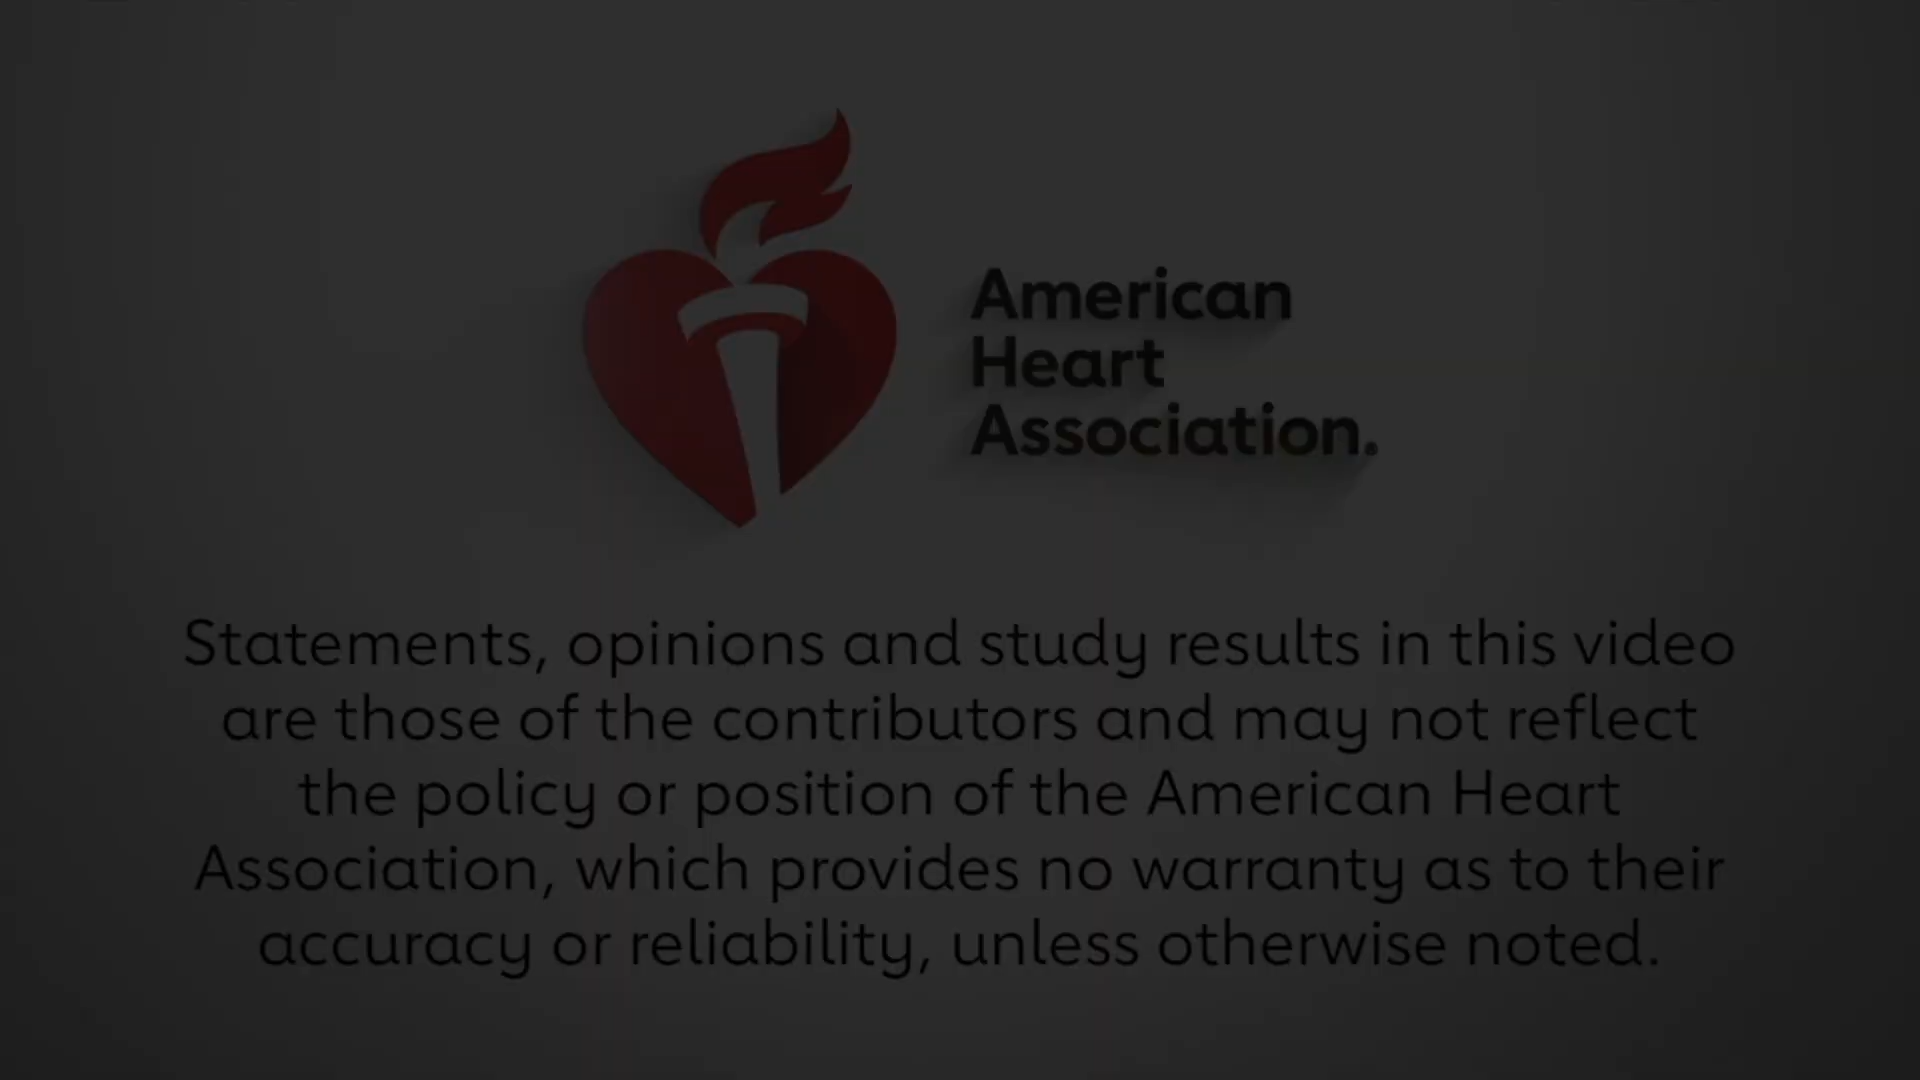 American
Heart
Association.
Statements, opinions and study results in this video
are those of the contributors and may not reflect
the policy or position of the American Heart
Association, which provides no warranty as to their
accuracy or reliability, unless otherwise noted.